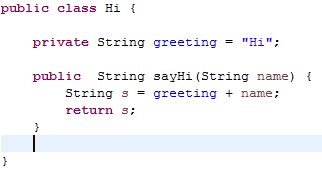 public class Hi {
private String greeting = "Hi";
public  String sayHi(String name) {
String s = greeting + name;
return s;
}
}